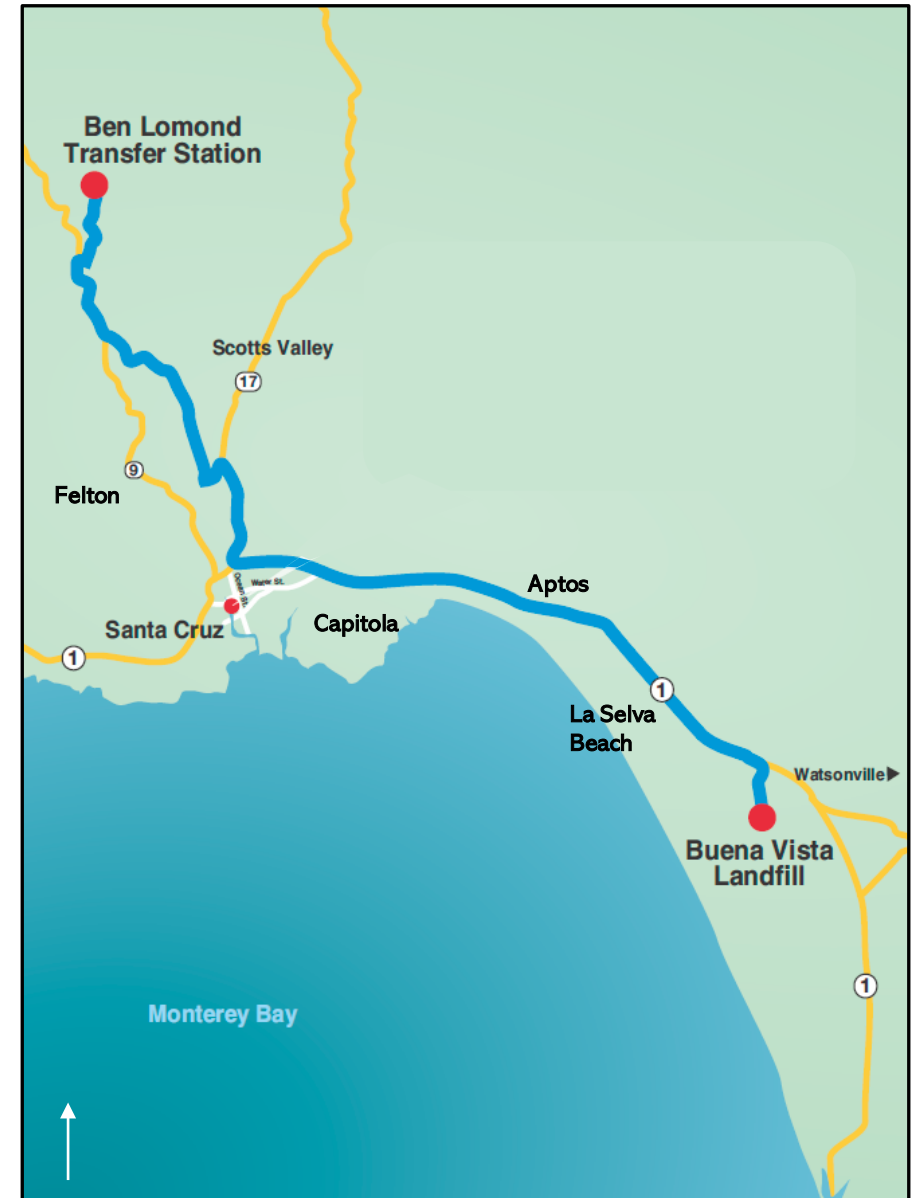 Ben Lomond
Transfer Station
Scotts Valley
17
9
Felton
Ocean St.
Water St.
Aptos
Capitola
Santa Cruz
1
1
La Selva
Beach
Watsonville
Buena Vista
Landfill
1
Monterey Bay